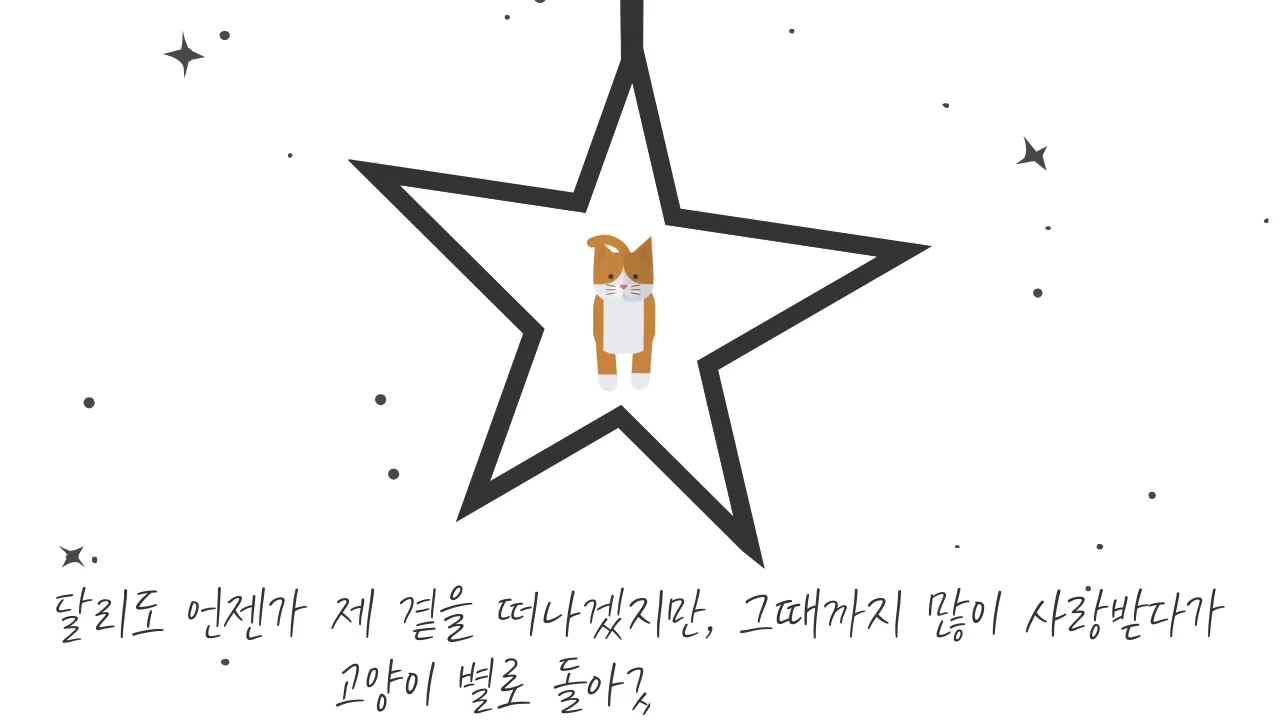 달리도 언젠가 제 곁을 떠나겠지만, 그때까지 많이 사랑받다가
고양이 별로 돌아갔